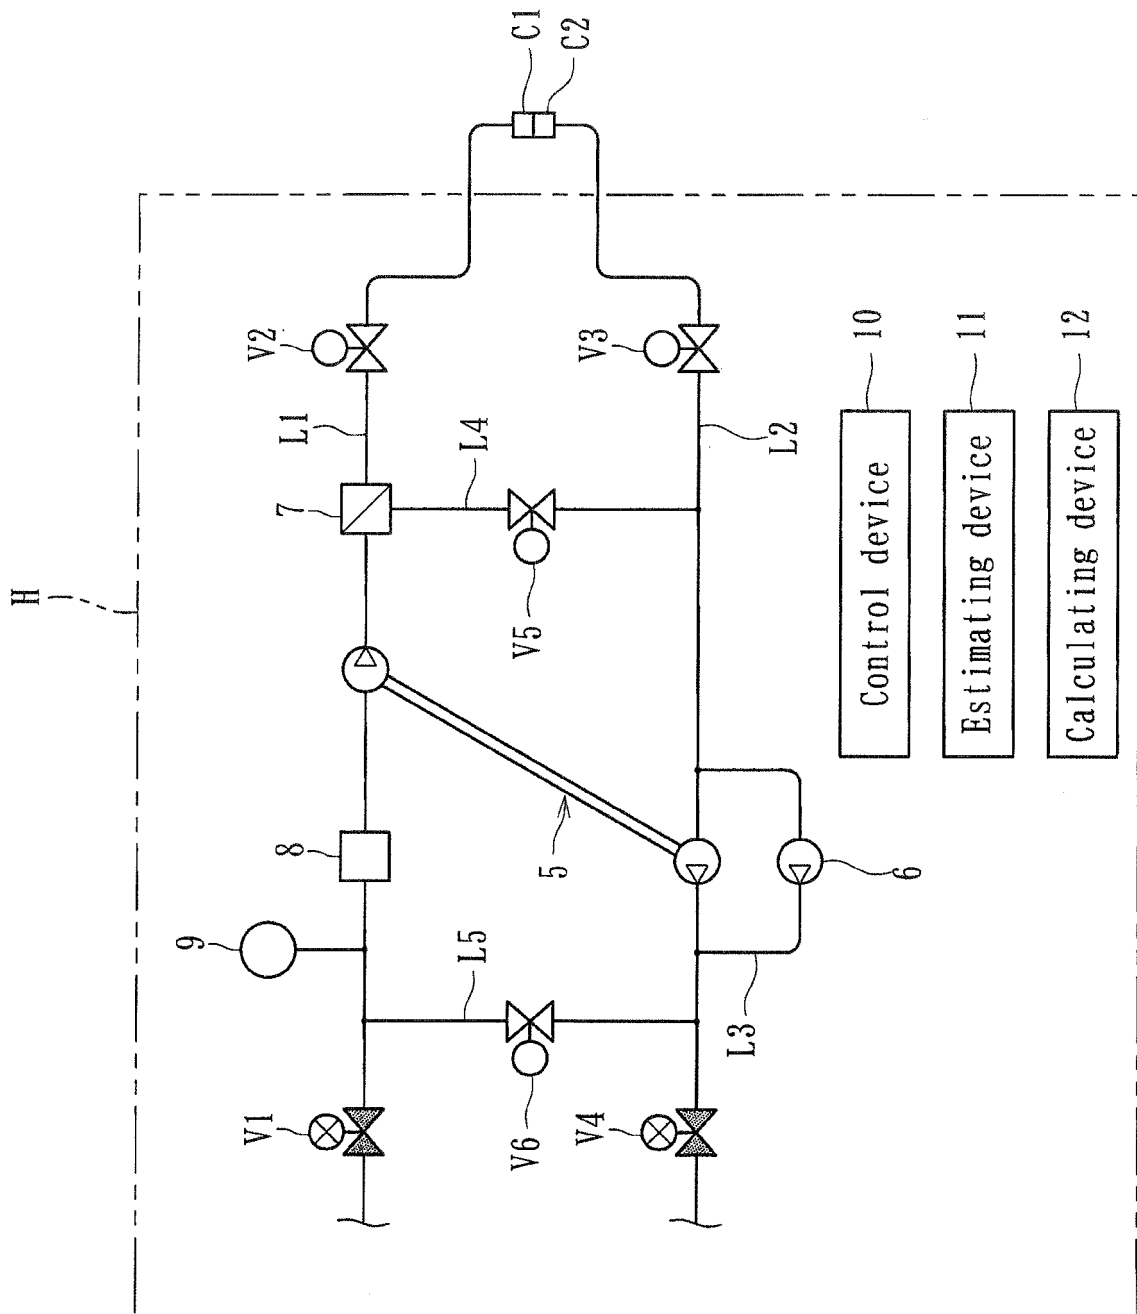 H
9
V1
8
7
L1
V2
L5
L4
V6
V5
C1
5
V4
V3
C2
L3
L2
6
Control device 10
Estimating device 11
Calculating device 12